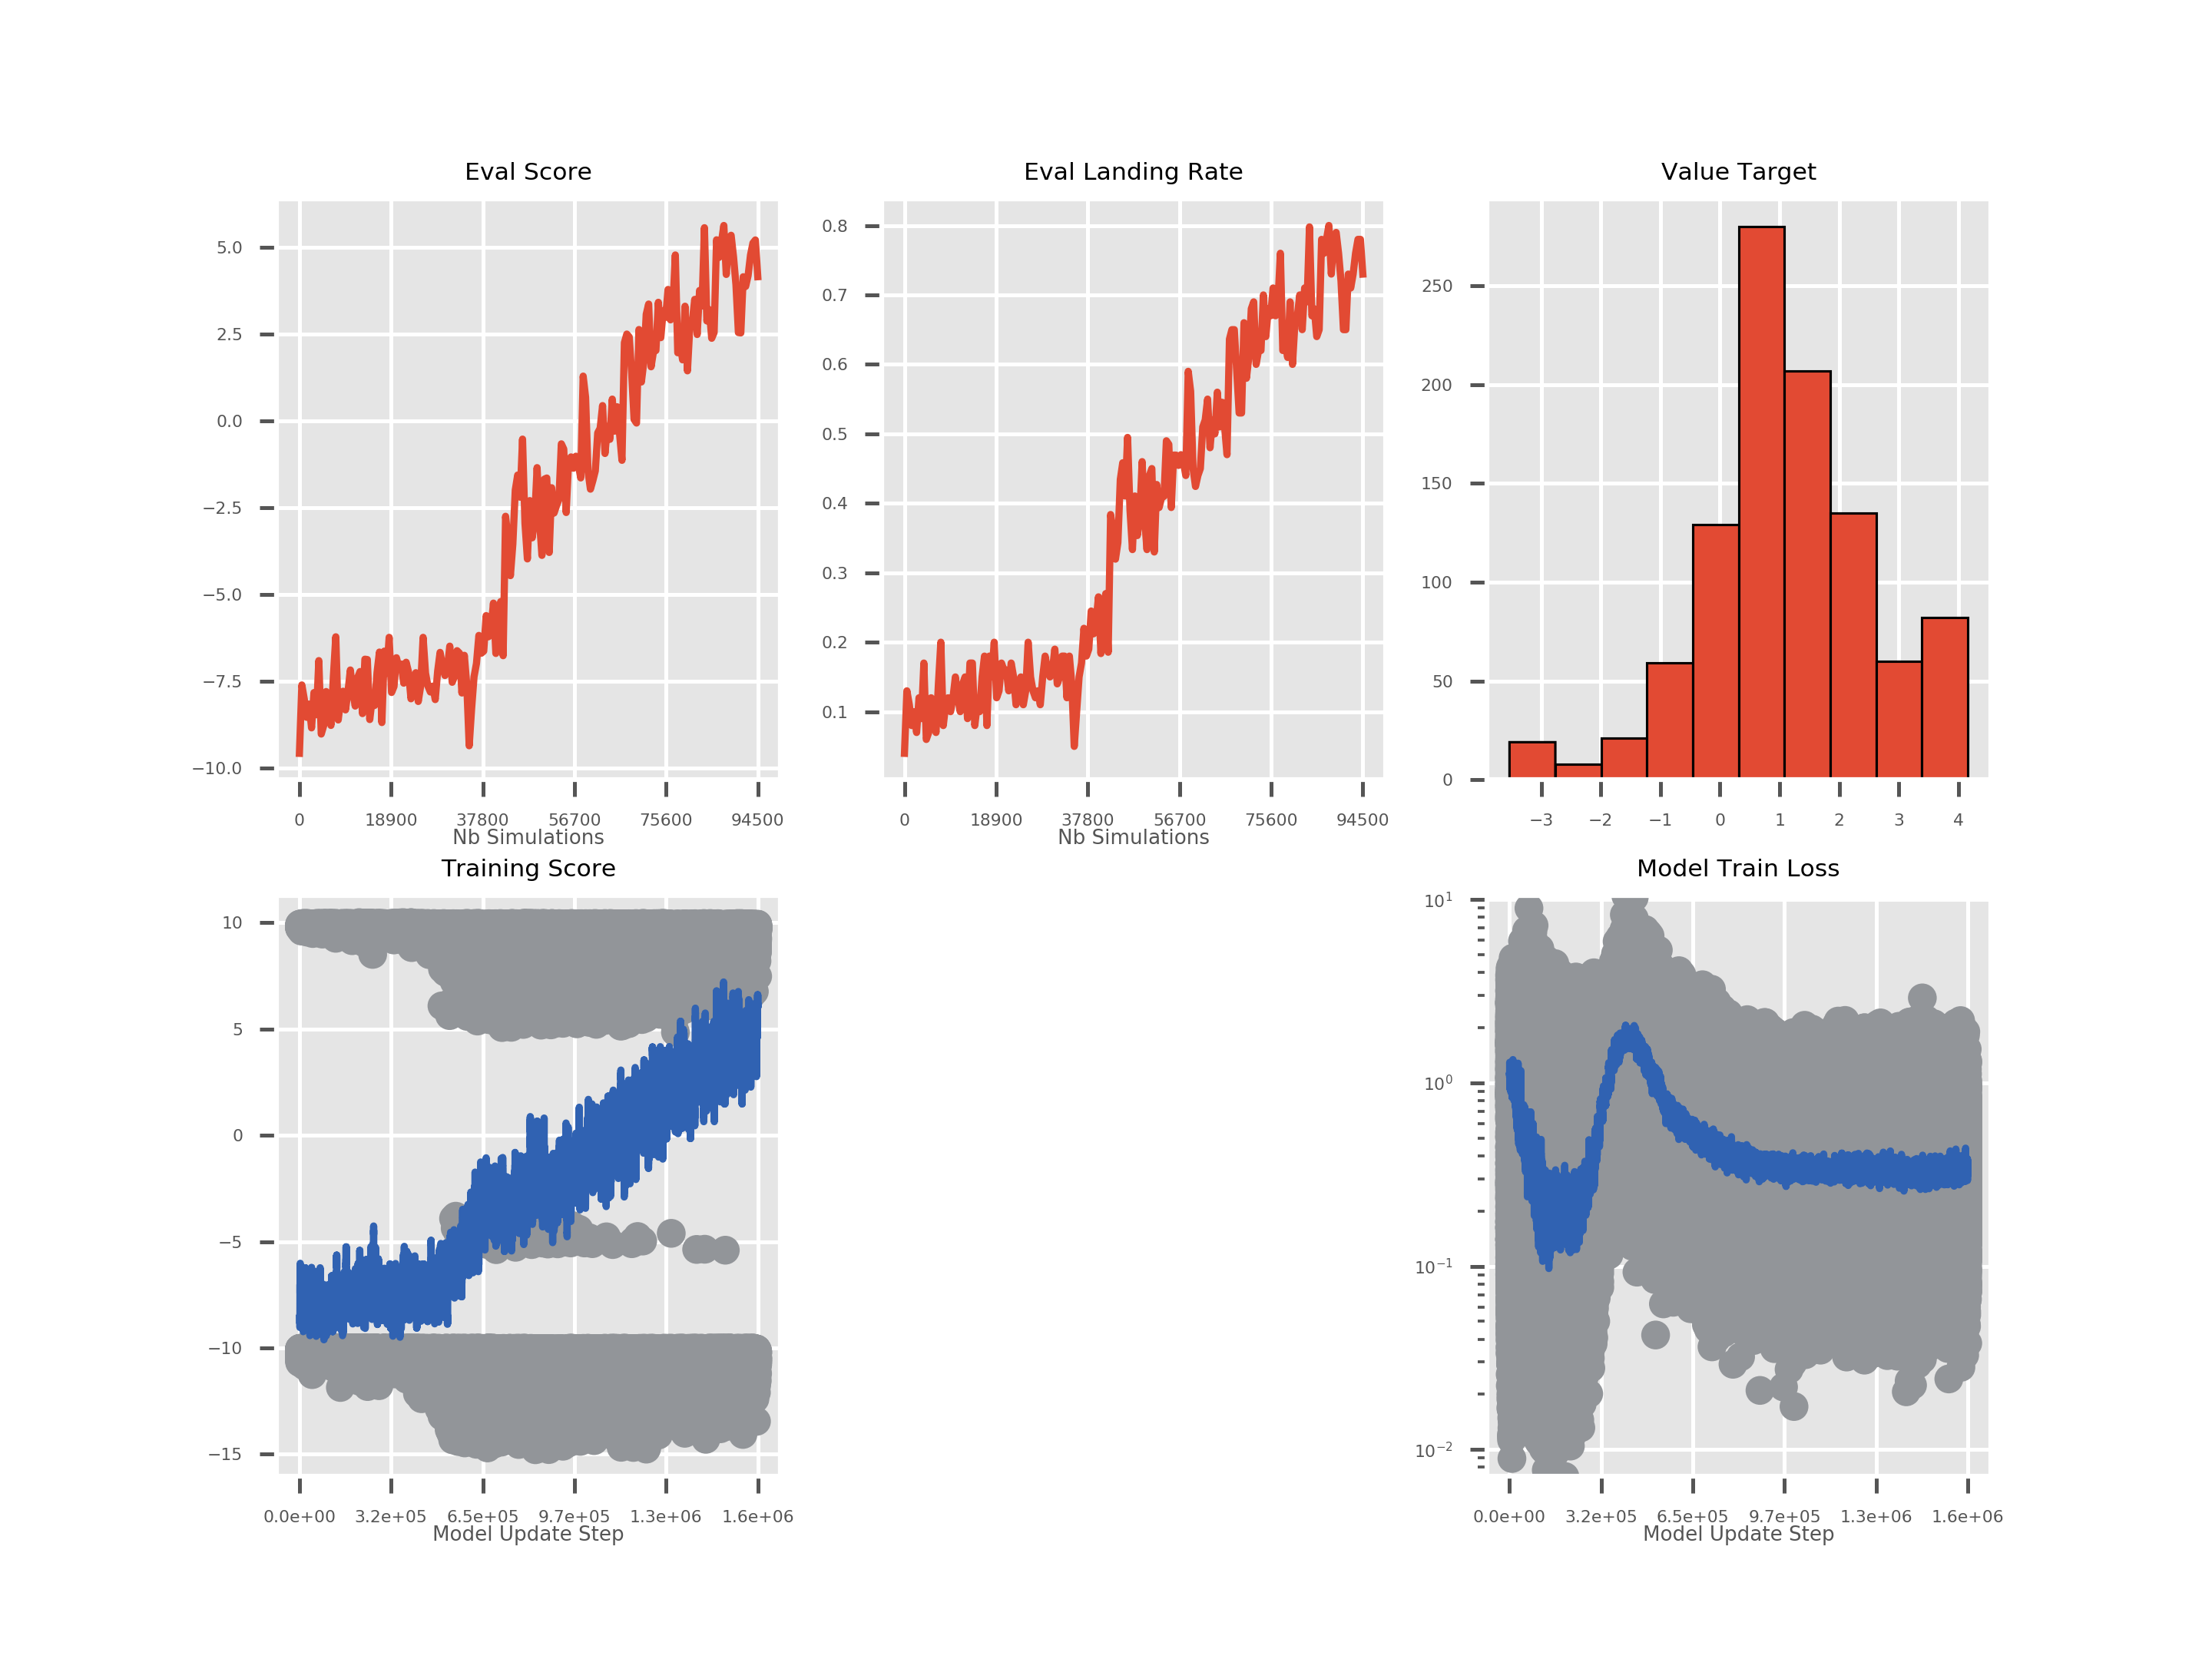 Eval Score
5.0
2.5
0.0
−2.5
−5.0
−7.5
−10.0
0 18900 37800 56700 75600 94500
Nb Simulations
Eval Landing Rate
0.8
0.7
0.6
0.5
0.4
0.3
0.2
0.1
0 18900 37800 56700 75600 94500
Nb Simulations
Value Target
250
200
150
100
50
0
−3 −2 −1 0 1 2 3 4
Training Score
10
5
0
−5
−10
−15
0.0e+00 3.2e+05 6.5e+05 9.7e+05 1.3e+06 1.6e+06
Model Update Step
Model Train Loss
10¹
10⁰
10⁻¹
10⁻²
0.0e+00 3.2e+05 6.5e+05 9.7e+05 1.3e+06 1.6e+06
Model Update Step